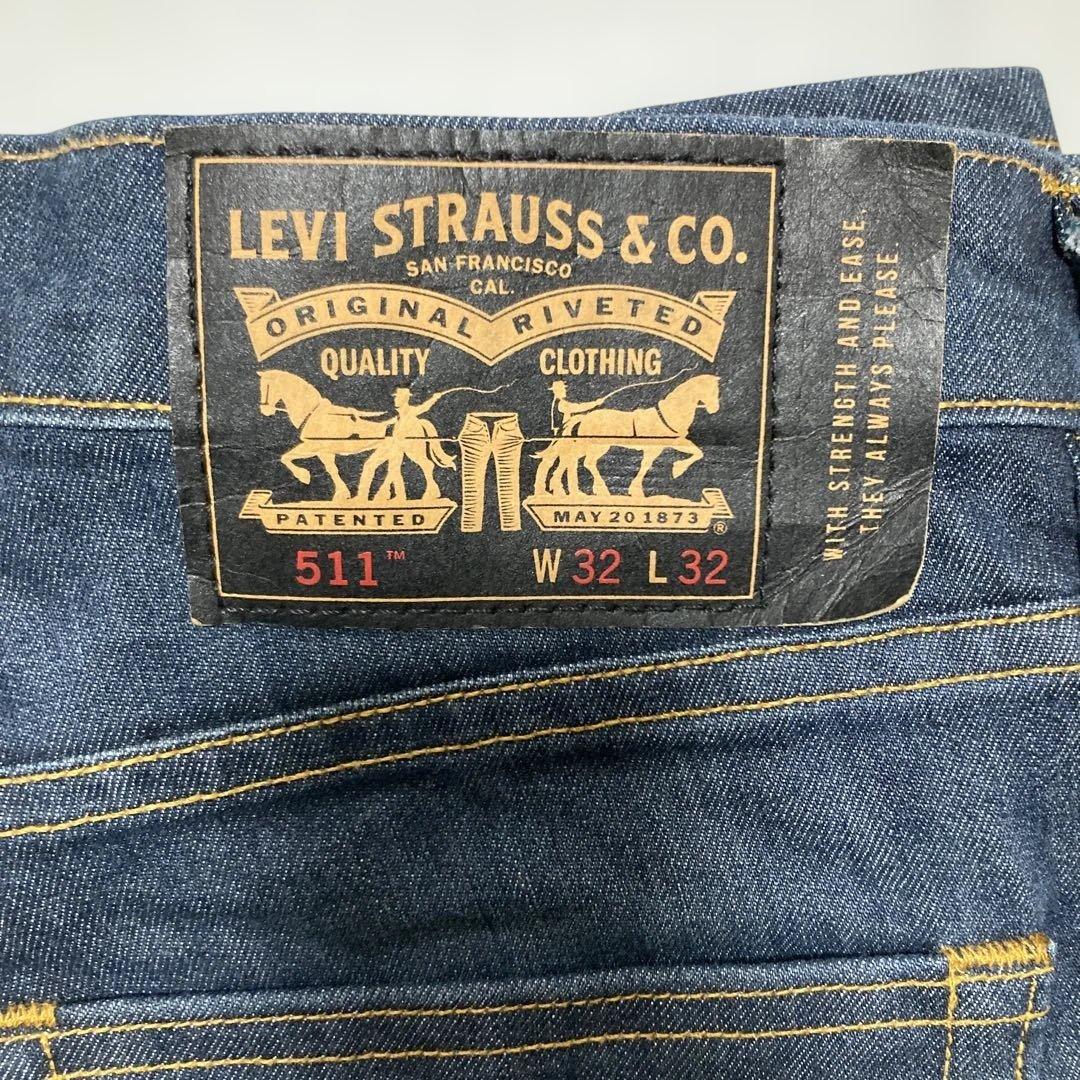 LEVI STRAUSS & CO.
SAN FRANCISCO
CAL.
ORIGINAL RIVETED
QUALITY CLOTHING
PATENTED MAY 20 1873 ®
511™ W 32 L 32
WITH STRENGTH AND EASE,
THEY ALWAYS PLEASE.